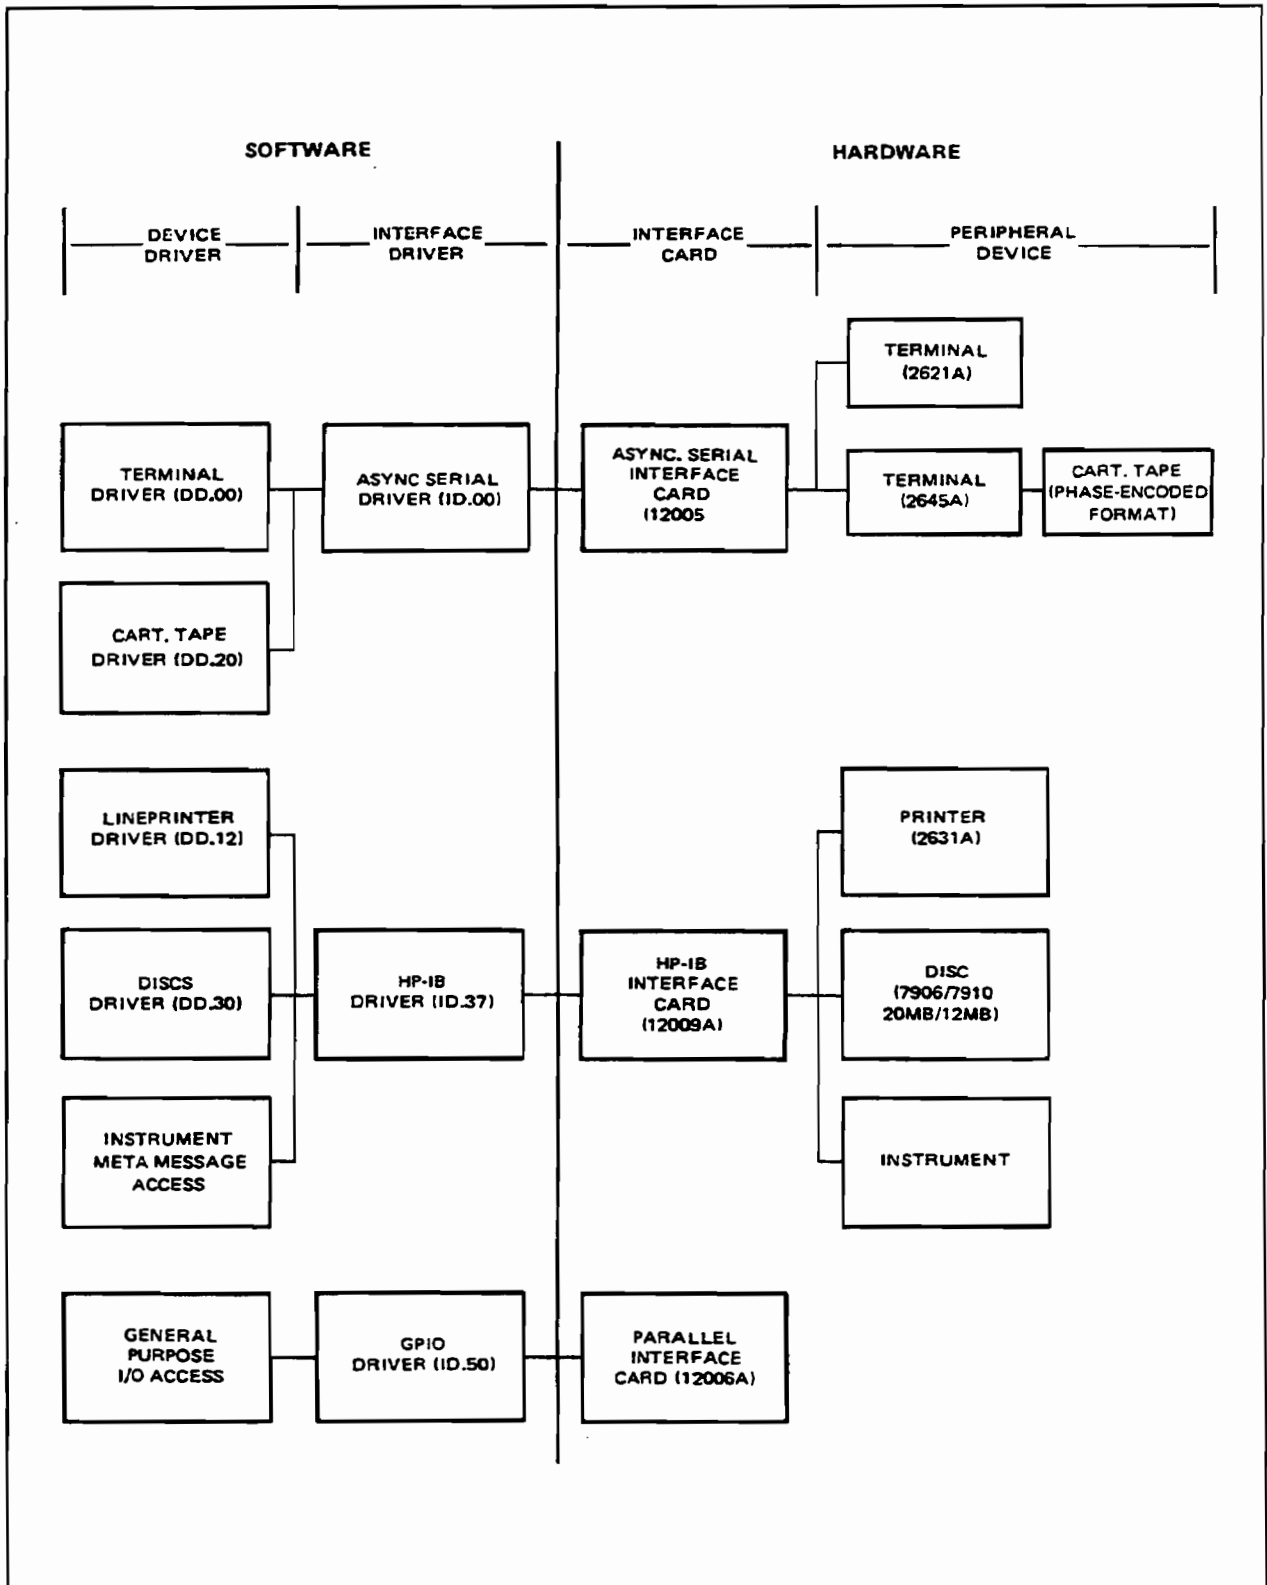 SOFTWARE
HARDWARE
DEVICE
DRIVER
INTERFACE
DRIVER
INTERFACE
CARD
PERIPHERAL
DEVICE
TERMINAL
(2621A)
TERMINAL
DRIVER (DD.00)
ASYNC SERIAL
DRIVER (ID.00)
ASYNC. SERIAL
INTERFACE
CARD
(12005
TERMINAL
(2645A)
CART. TAPE
(PHASE-ENCODED
FORMAT)
CART. TAPE
DRIVER (DD.20)
LINEPRINTER
DRIVER (DD.12)
PRINTER
(2631A)
DISCS
DRIVER (DD.30)
HP-IB
DRIVER (ID.37)
HP-IB
INTERFACE
CARD
(12009A)
DISC
(7906/7910
20MB/12MB)
INSTRUMENT
META MESSAGE
ACCESS
INSTRUMENT
GENERAL
PURPOSE
I/O ACCESS
GPIO
DRIVER (ID.50)
PARALLEL
INTERFACE
CARD (12006A)